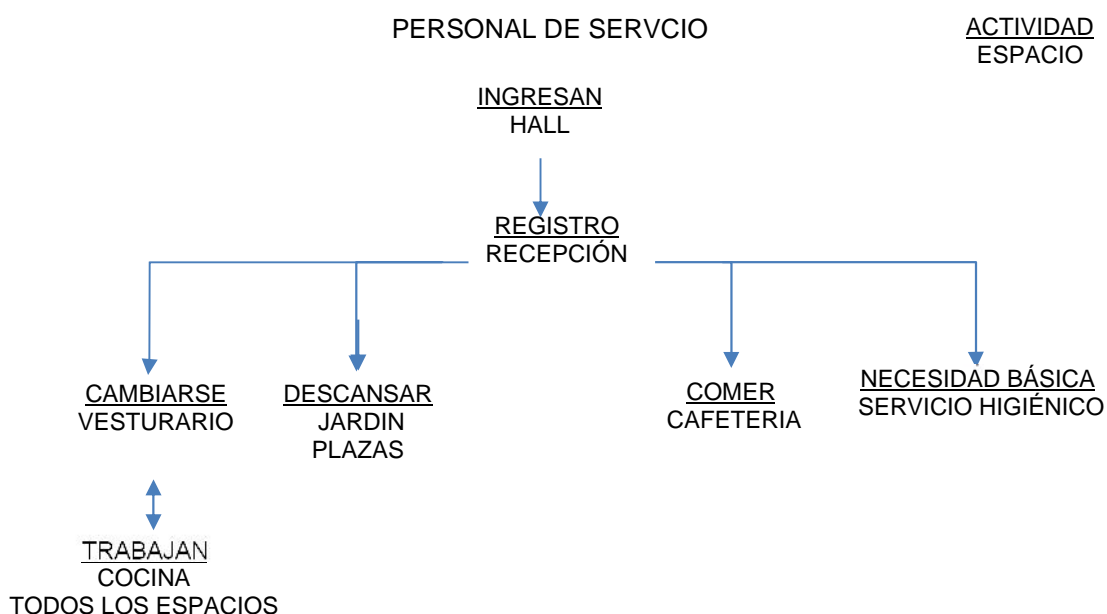 PERSONAL DE SERVCIO
ACTIVIDAD
ESPACIO
INGRESAN
HALL
REGISTRO
RECEPCIÓN
CAMBIARSE
VESTURARIO
DESCANSAR
JARDIN
PLAZAS
COMER
CAFETERIA
NECESIDAD BÁSICA
SERVICIO HIGIÉNICO
TRABAJAN
COCINA
TODOS LOS ESPACIOS